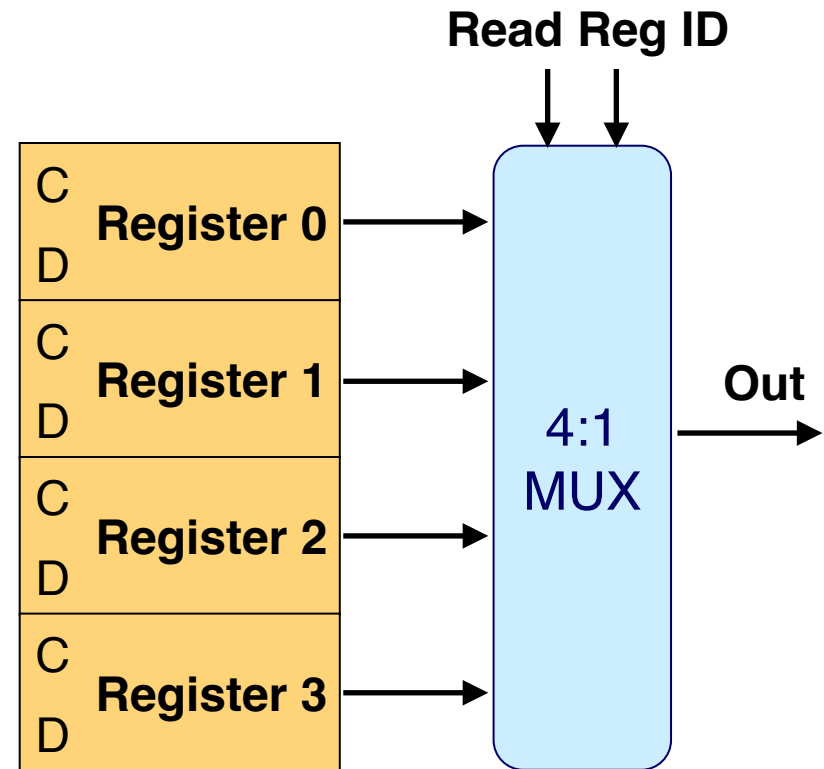 Read Reg ID
C
Register 0
D
C
Register 1
D
C
Register 2
D
C
Register 3
D
4:1
MUX
Out